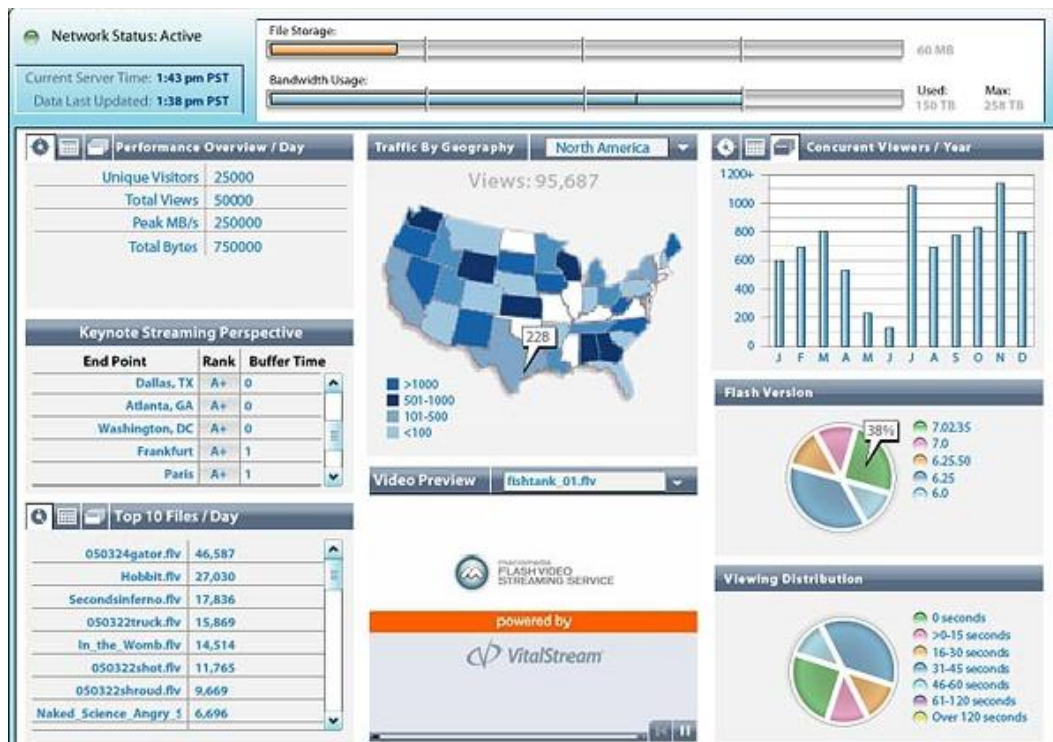 Network Status: Active
Current Server Time: 1:43 pm PST
Data Last Updated: 1:38 pm PST
File Storage:
60 MB
Bandwidth Usage:
Used: Max:
150 TB 258 TB
Performance Overview / Day
Unique Visitors 25000
Total Views 50000
Peak MB/s 250000
Total Bytes 750000
Keynote Streaming Perspective
End Point Rank Buffer Time
Dallas, TX A+ 0
Atlanta, GA A+ 0
Washington, DC A+ 0
Frankfurt A+ 1
Paris A+ 1
Top 10 Files / Day
050324gator.flv 46,587
Hobbit.flv 27,030
Secondsinferno.flv 17,836
050322truck.flv 15,869
In_the_Womb.flv 14,514
050322shot.flv 11,765
050322shroud.flv 9,669
Naked_Science_Angry_S 6,696
Traffic By Geography North America
Views: 95,687
228
>1000
501-1000
101-500
<100
Video Preview fishtank_01.flv
macromedia
FLASH VIDEO
STREAMING SERVICE
powered by
VitalStream
Concurent Viewers / Year
1200+
1000
800
600
400
200
0
J F M A M J J A S O N D
Flash Version
38%
7.02.35
7.0
6.25.50
6.25
6.0
Viewing Distribution
0 seconds
>0-15 seconds
16-30 seconds
31-45 seconds
46-60 seconds
61-120 seconds
Over 120 seconds